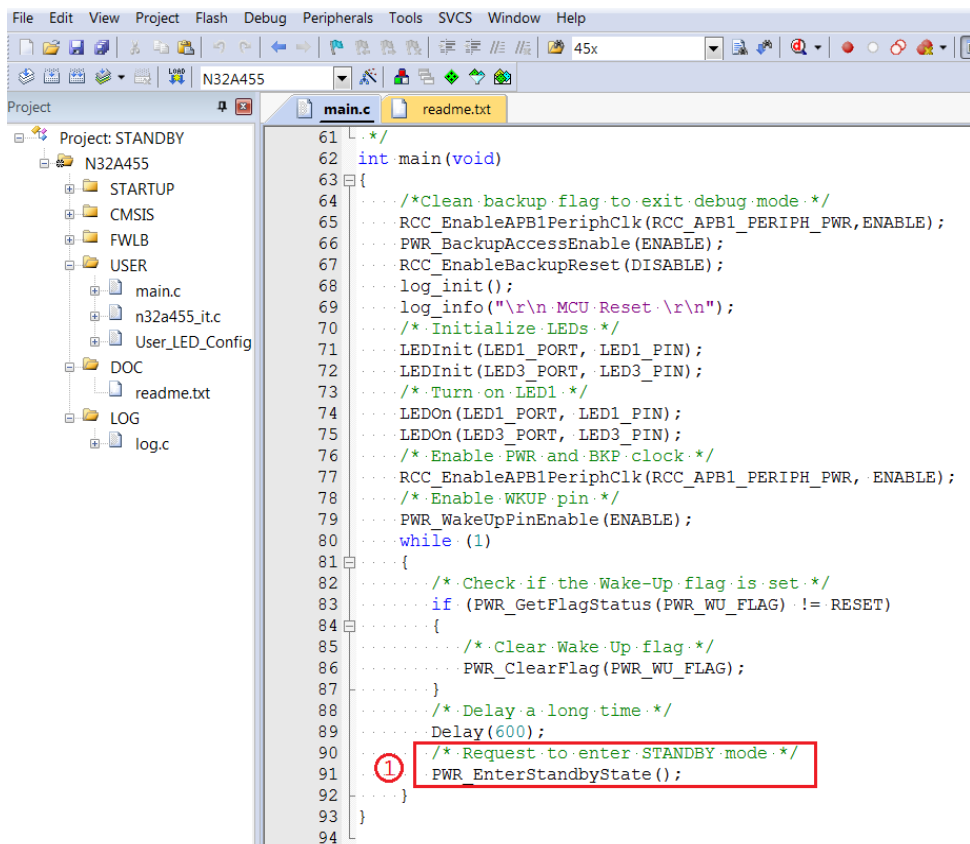 File Edit View Project Flash Debug Peripherals Tools SVCS Window Help
45x
LOAD N32A455
Project
main.c readme.txt
Project: STANDBY
N32A455
STARTUP
CMSIS
FWLB
USER
main.c
n32a455_it.c
User_LED_Config
DOC
readme.txt
LOG
log.c
61 */
62 int main(void)
63 {
64 /*Clean backup flag to exit debug mode */
65 RCC_EnableAPB1PeriphClk(RCC_APB1_PERIPH_PWR,ENABLE);
66 PWR_BackupAccessEnable(ENABLE);
67 RCC_EnableBackupReset(DISABLE);
68 log_init();
69 log_info("\r\n MCU Reset \r\n");
70 /* Initialize LEDs */
71 LEDInit(LED1_PORT, LED1_PIN);
72 LEDInit(LED3_PORT, LED3_PIN);
73 /* Turn on LED1 */
74 LEDOn(LED1_PORT, LED1_PIN);
75 LEDOn(LED3_PORT, LED3_PIN);
76 /* Enable PWR and BKP clock */
77 RCC_EnableAPB1PeriphClk(RCC_APB1_PERIPH_PWR, ENABLE);
78 /* Enable WKUP pin */
79 PWR_WakeUpPinEnable(ENABLE);
80 while (1)
81 {
82 /* Check if the Wake-Up flag is set */
83 if (PWR_GetFlagStatus(PWR_WU_FLAG) != RESET)
84 {
85 /* Clear Wake Up flag */
86 PWR_ClearFlag(PWR_WU_FLAG);
87 }
88 /* Delay a long time */
89 Delay(600);
90 /* Request to enter STANDBY mode */
① 
91 PWR_EnterStandbyState();
92 }
93 }
94